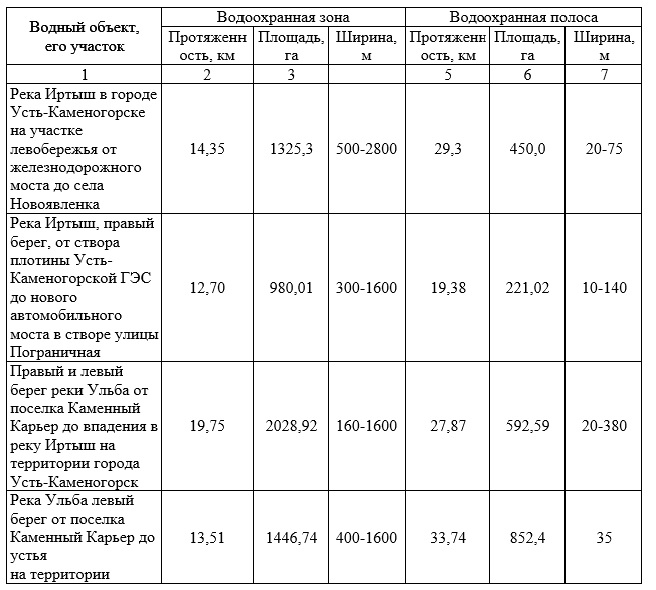 Водный объект, его участок
Водоохранная зона
Водоохранная полоса
Протяженн ость, км
Площадь, га
Ширина, м
Протяженн ость, км
Площадь, га
Ширина, м
1 2 3 5 6 7
Река Иртыш в городе
Усть-Каменогорске
на участке
левобережья от
железнодорожного
моста до села
Новоявленка
14,35 1325,3 500-2800 29,3 450,0 20-75
Река Иртыш, правый
берег, от створа
плотины Усть-
Каменогорской ГЭС
до нового
автомобильного
моста в створе улицы
Пограничная
12,70 980,01 300-1600 19,38 221,02 10-140
Правый и левый
берег реки Ульба от
поселка Каменный
Карьер до впадения в
реку Иртыш на
территории города
Усть-Каменогорск
19,75 2028,92 160-1600 27,87 592,59 20-380
Река Ульба левый
берег от поселка
Каменный Карьер до
устья
на территории
13,51 1446,74 400-1600 33,74 852,4 35